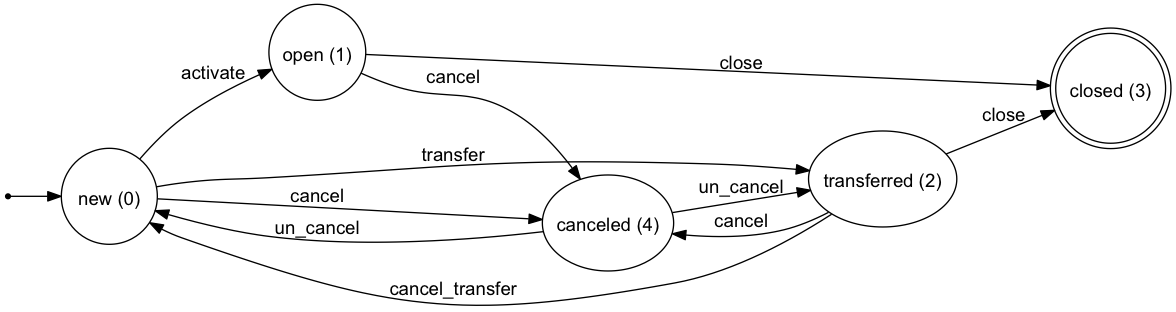 open (1)
activate
cancel
close
closed (3)
close
transfer
transferred (2)
new (0)
cancel
un_cancel
canceled (4)
cancel
un_cancel
cancel_transfer